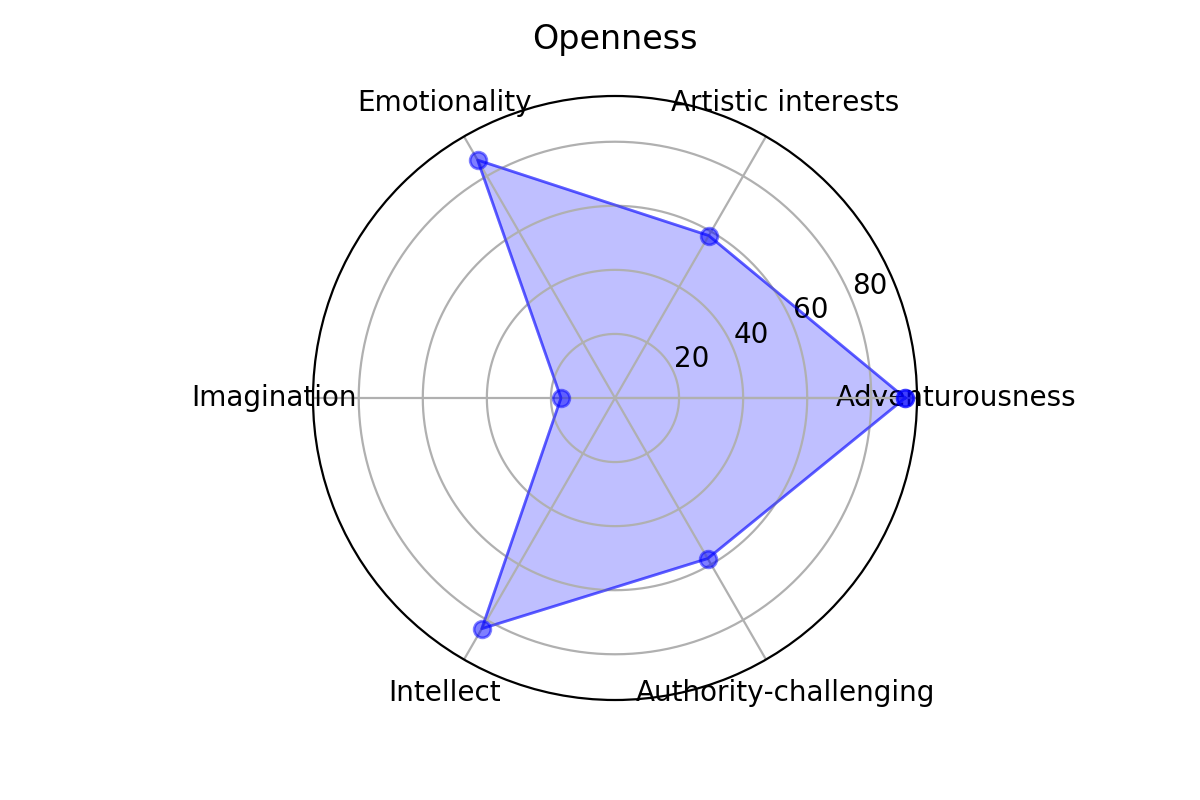 Openness
Emotionality
Artistic interests
80
60
40
20
Imagination
Adventurousness
Intellect
Authority-challenging